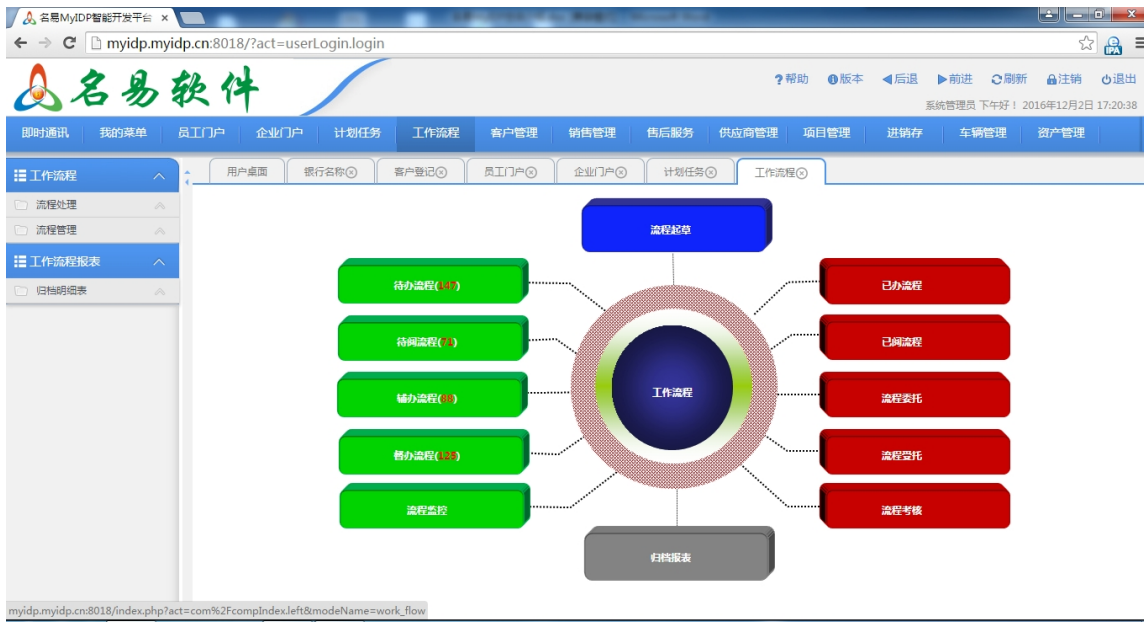 名易MyIDP智能开发平台
myidp.myidp.cn:8018/?act=userLogin.login
名易软件
帮助 版本 后退 前进 刷新 注销 退出
系统管理员 下午好！ 2016年12月2日 17:20:38
即时通讯 我的菜单 员工门户 企业门户 计划任务 工作流程 客户管理 销售管理 售后服务 供应商管理 项目管理 进销存 车辆管理 资产管理
工作流程
流程处理
流程管理
工作流程报表
归档明细表
用户桌面 银行名称 客户登记 员工门户 企业门户 计划任务 工作流程
流程起草
待办流程(147)
待阅流程(71)
辅办流程(88)
督办流程(125)
流程监控
工作流程
已办流程
已阅流程
流程委托
流程受托
流程考核
归档报表
myidp.myidp.cn:8018/index.php?act=com%2FcompIndex.left&modeName=work_flow